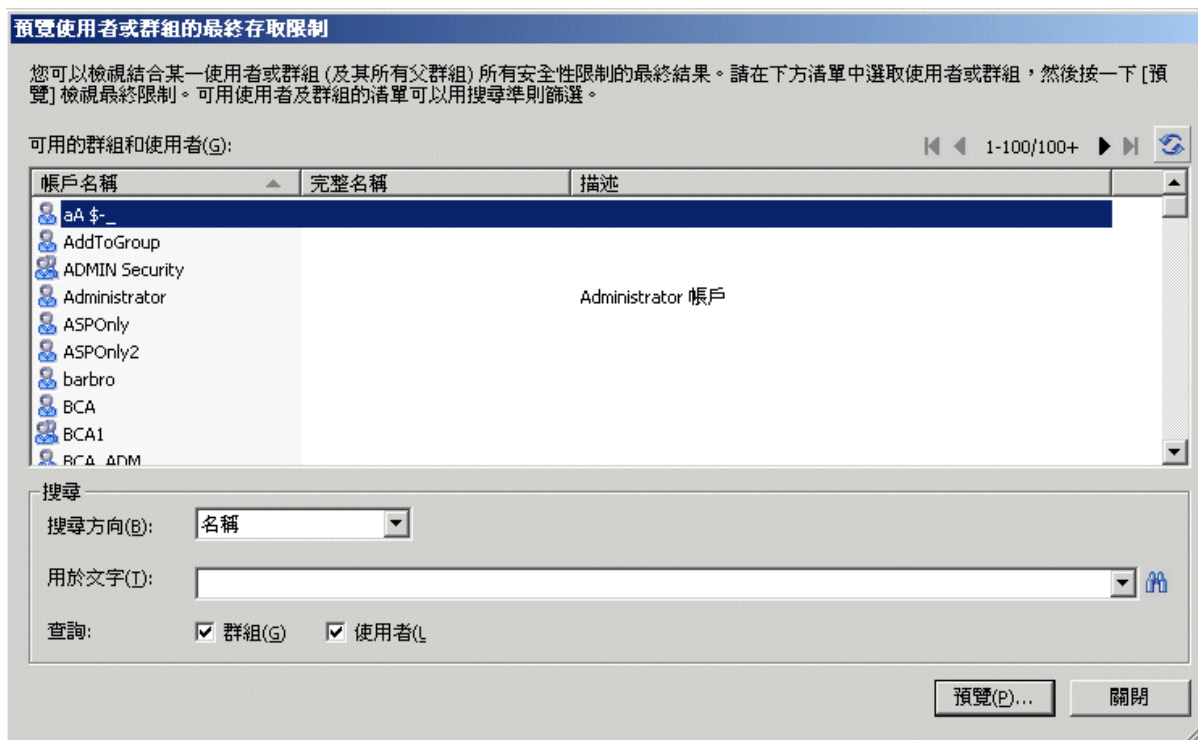 預覽使用者或群組的最終存取限制
您可以檢視結合某一使用者或群組 (及其所有父群組) 所有安全性限制的最終結果。請在下方清單中選取使用者或群組，然後按一下 [預
覽] 檢視最終限制。可用使用者及群組的清單可以用搜尋準則篩選。
可用的群組和使用者(G): 1-100/100+
帳戶名稱 完整名稱 描述
aA $-_
AddToGroup
ADMIN Security
Administrator Administrator 帳戶
ASPOnly
ASPOnly2
barbro
BCA
BCA1
BCA_ADM
搜尋
搜尋方向(B): 名稱
用於文字(T):
查詢: 群組(G) 使用者(L
預覽(P)... 關閉